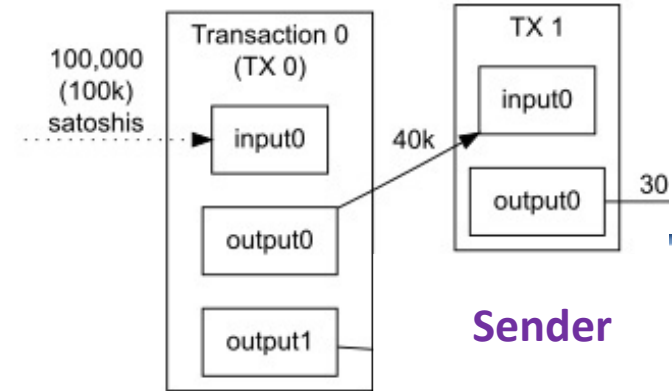 100,000
(100k)
satoshis
Transaction 0
(TX 0)
input0
output0
output1
40k
TX 1
input0
output0
30
Sender